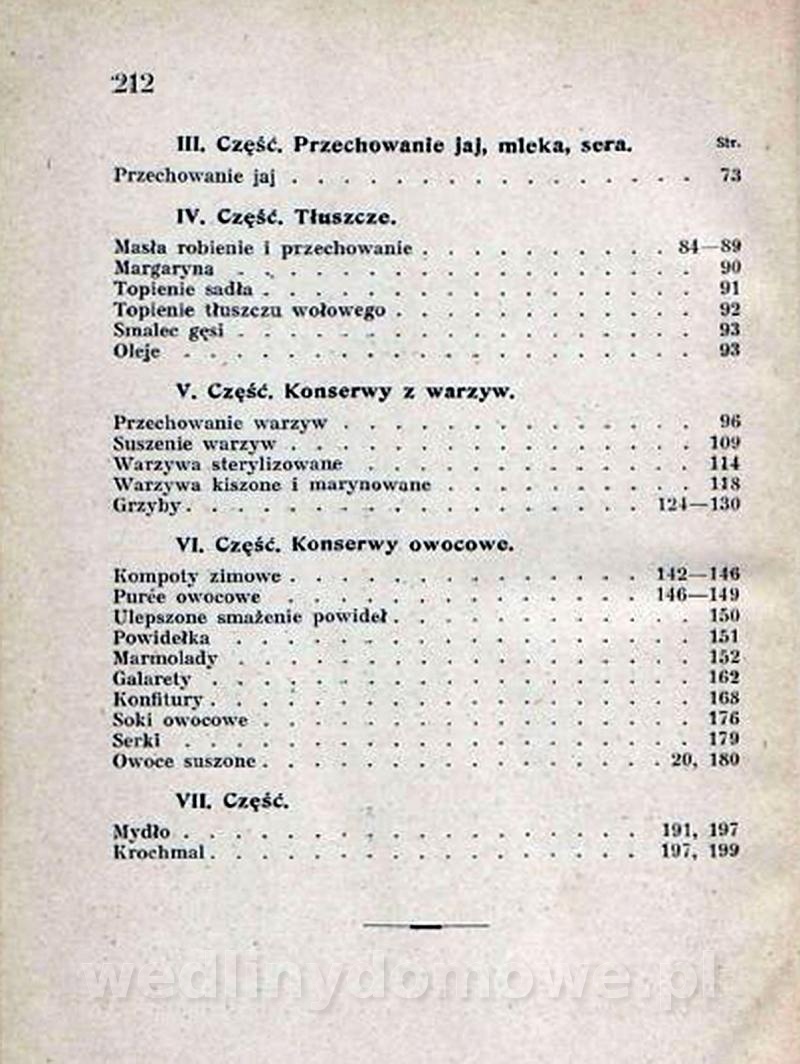 212
III. Część. Przechowanie jaj, mleka, sera. Str.
Przechowanie jaj . . . . . . . . . . . . . . . . 73
IV. Część. Tłuszcze.
Masła robienie i przechowanie . . . . . . . . . . 84—89
Margaryna . . . . . . . . . . . . . . . . . . 90
Topienie sadła . . . . . . . . . . . . . . . . . 91
Topienie tłuszczu wołowego . . . . . . . . . . . . 92
Smalec gęsi . . . . . . . . . . . . . . . . . . 93
Oleje . . . . . . . . . . . . . . . . . . . . 93
V. Część. Konserwy z warzyw.
Przechowanie warzyw . . . . . . . . . . . . . . 96
Suszenie warzyw . . . . . . . . . . . . . . . . 109
Warzywa sterylizowane . . . . . . . . . . . . . 114
Warzywa kiszone i marynowane . . . . . . . . . . 118
Grzyby . . . . . . . . . . . . . . . . . . 124—130
VI. Część. Konserwy owocowe.
Kompoty zimowe . . . . . . . . . . . . . . 142—146
Purée owocowe . . . . . . . . . . . . . . 146—149
Ulepszone smażenie powideł . . . . . . . . . . . . 150
Powidełka . . . . . . . . . . . . . . . . . . 151
Marmolady . . . . . . . . . . . . . . . . . . 152
Galarety . . . . . . . . . . . . . . . . . . . 162
Konfitury . . . . . . . . . . . . . . . . . . . 168
Soki owocowe . . . . . . . . . . . . . . . . . 176
Serki . . . . . . . . . . . . . . . . . . . . 179
Owoce suszone . . . . . . . . . . . . . . . . 20, 180
VII. Część.
Mydło . . . . . . . . . . . . . . . . . . 191, 197
Krochmal . . . . . . . . . . . . . . . . . 197, 199
wedlinydomowe.pl